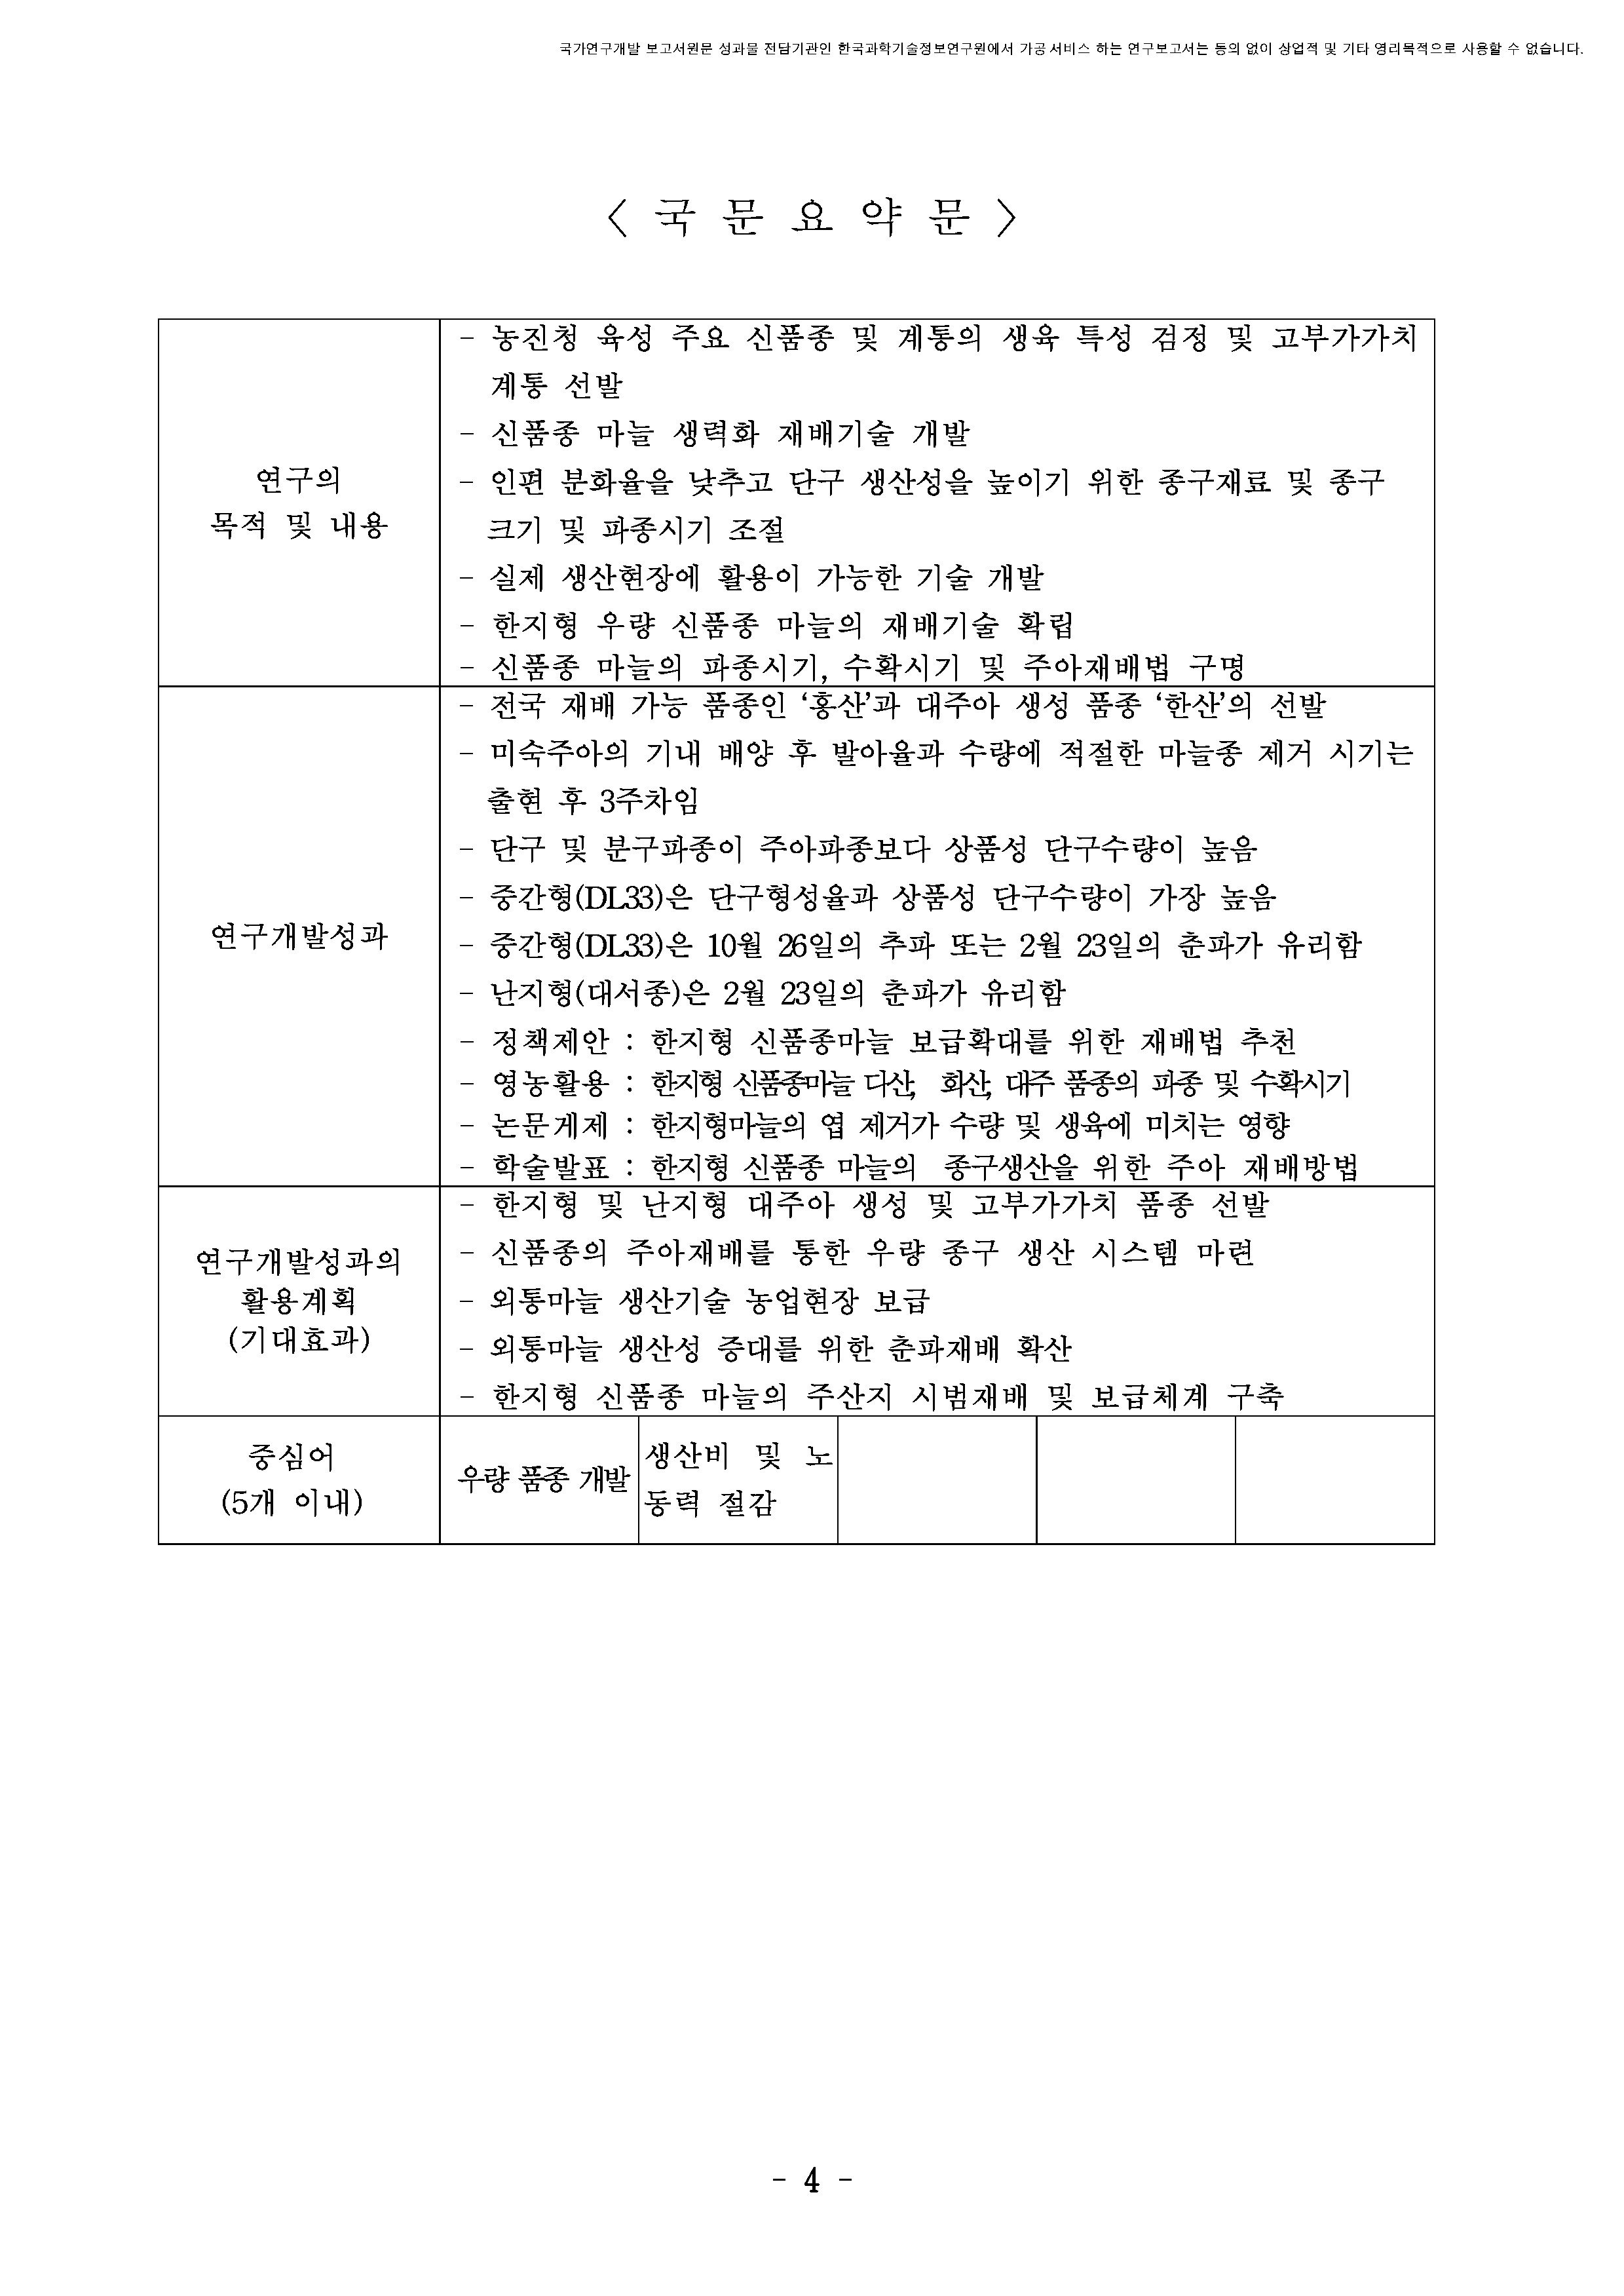 국가연구개발 보고서원문 성과물 전담기관인 한국과학기술정보연구원에서 가공·서비스 하는 연구보고서는 동의 없이 상업적 및 기타 영리목적으로 사용할 수 없습니다.
< 국 문 요 약 문 >
연구의
목적 및 내용
- 농진청 육성 주요 신품종 및 계통의 생육 특성 검정 및 고부가가치
계통 선발
- 신품종 마늘 생력화 재배기술 개발
- 인편 분화율을 낮추고 단구 생산성을 높이기 위한 종구재료 및 종구
크기 및 파종시기 조절
- 실제 생산현장에 활용이 가능한 기술 개발
- 한지형 우량 신품종 마늘의 재배기술 확립
- 신품종 마늘의 파종시기, 수확시기 및 주아재배법 구명
연구개발성과
- 전국 재배 가능 품종인 ‘홍산’과 대주아 생성 품종 ‘한산’의 선발
- 미숙주아의 기내 배양 후 발아율과 수량에 적절한 마늘종 제거 시기는
출현 후 3주차임
- 단구 및 분구파종이 주아파종보다 상품성 단구수량이 높음
- 중간형(DL33)은 단구형성율과 상품성 단구수량이 가장 높음
- 중간형(DL33)은 10월 26일의 추파 또는 2월 23일의 춘파가 유리함
- 난지형(대서종)은 2월 23일의 춘파가 유리함
- 정책제안 : 한지형 신품종마늘 보급확대를 위한 재배법 추천
- 영농활용 : 한지형 신품종마늘 다산, 화산, 대주 품종의 파종 및 수확시기
- 논문게제 : 한지형마늘의 엽 제거가 수량 및 생육에 미치는 영향
- 학술발표 : 한지형 신품종 마늘의 종구생산을 위한 주아 재배방법
연구개발성과의
활용계획
(기대효과)
- 한지형 및 난지형 대주아 생성 및 고부가가치 품종 선발
- 신품종의 주아재배를 통한 우량 종구 생산 시스템 마련
- 외통마늘 생산기술 농업현장 보급
- 외통마늘 생산성 증대를 위한 춘파재배 확산
- 한지형 신품종 마늘의 주산지 시범재배 및 보급체계 구축
중심어
(5개 이내)
우량 품종 개발
생산비 및 노
동력 절감
- 4 -